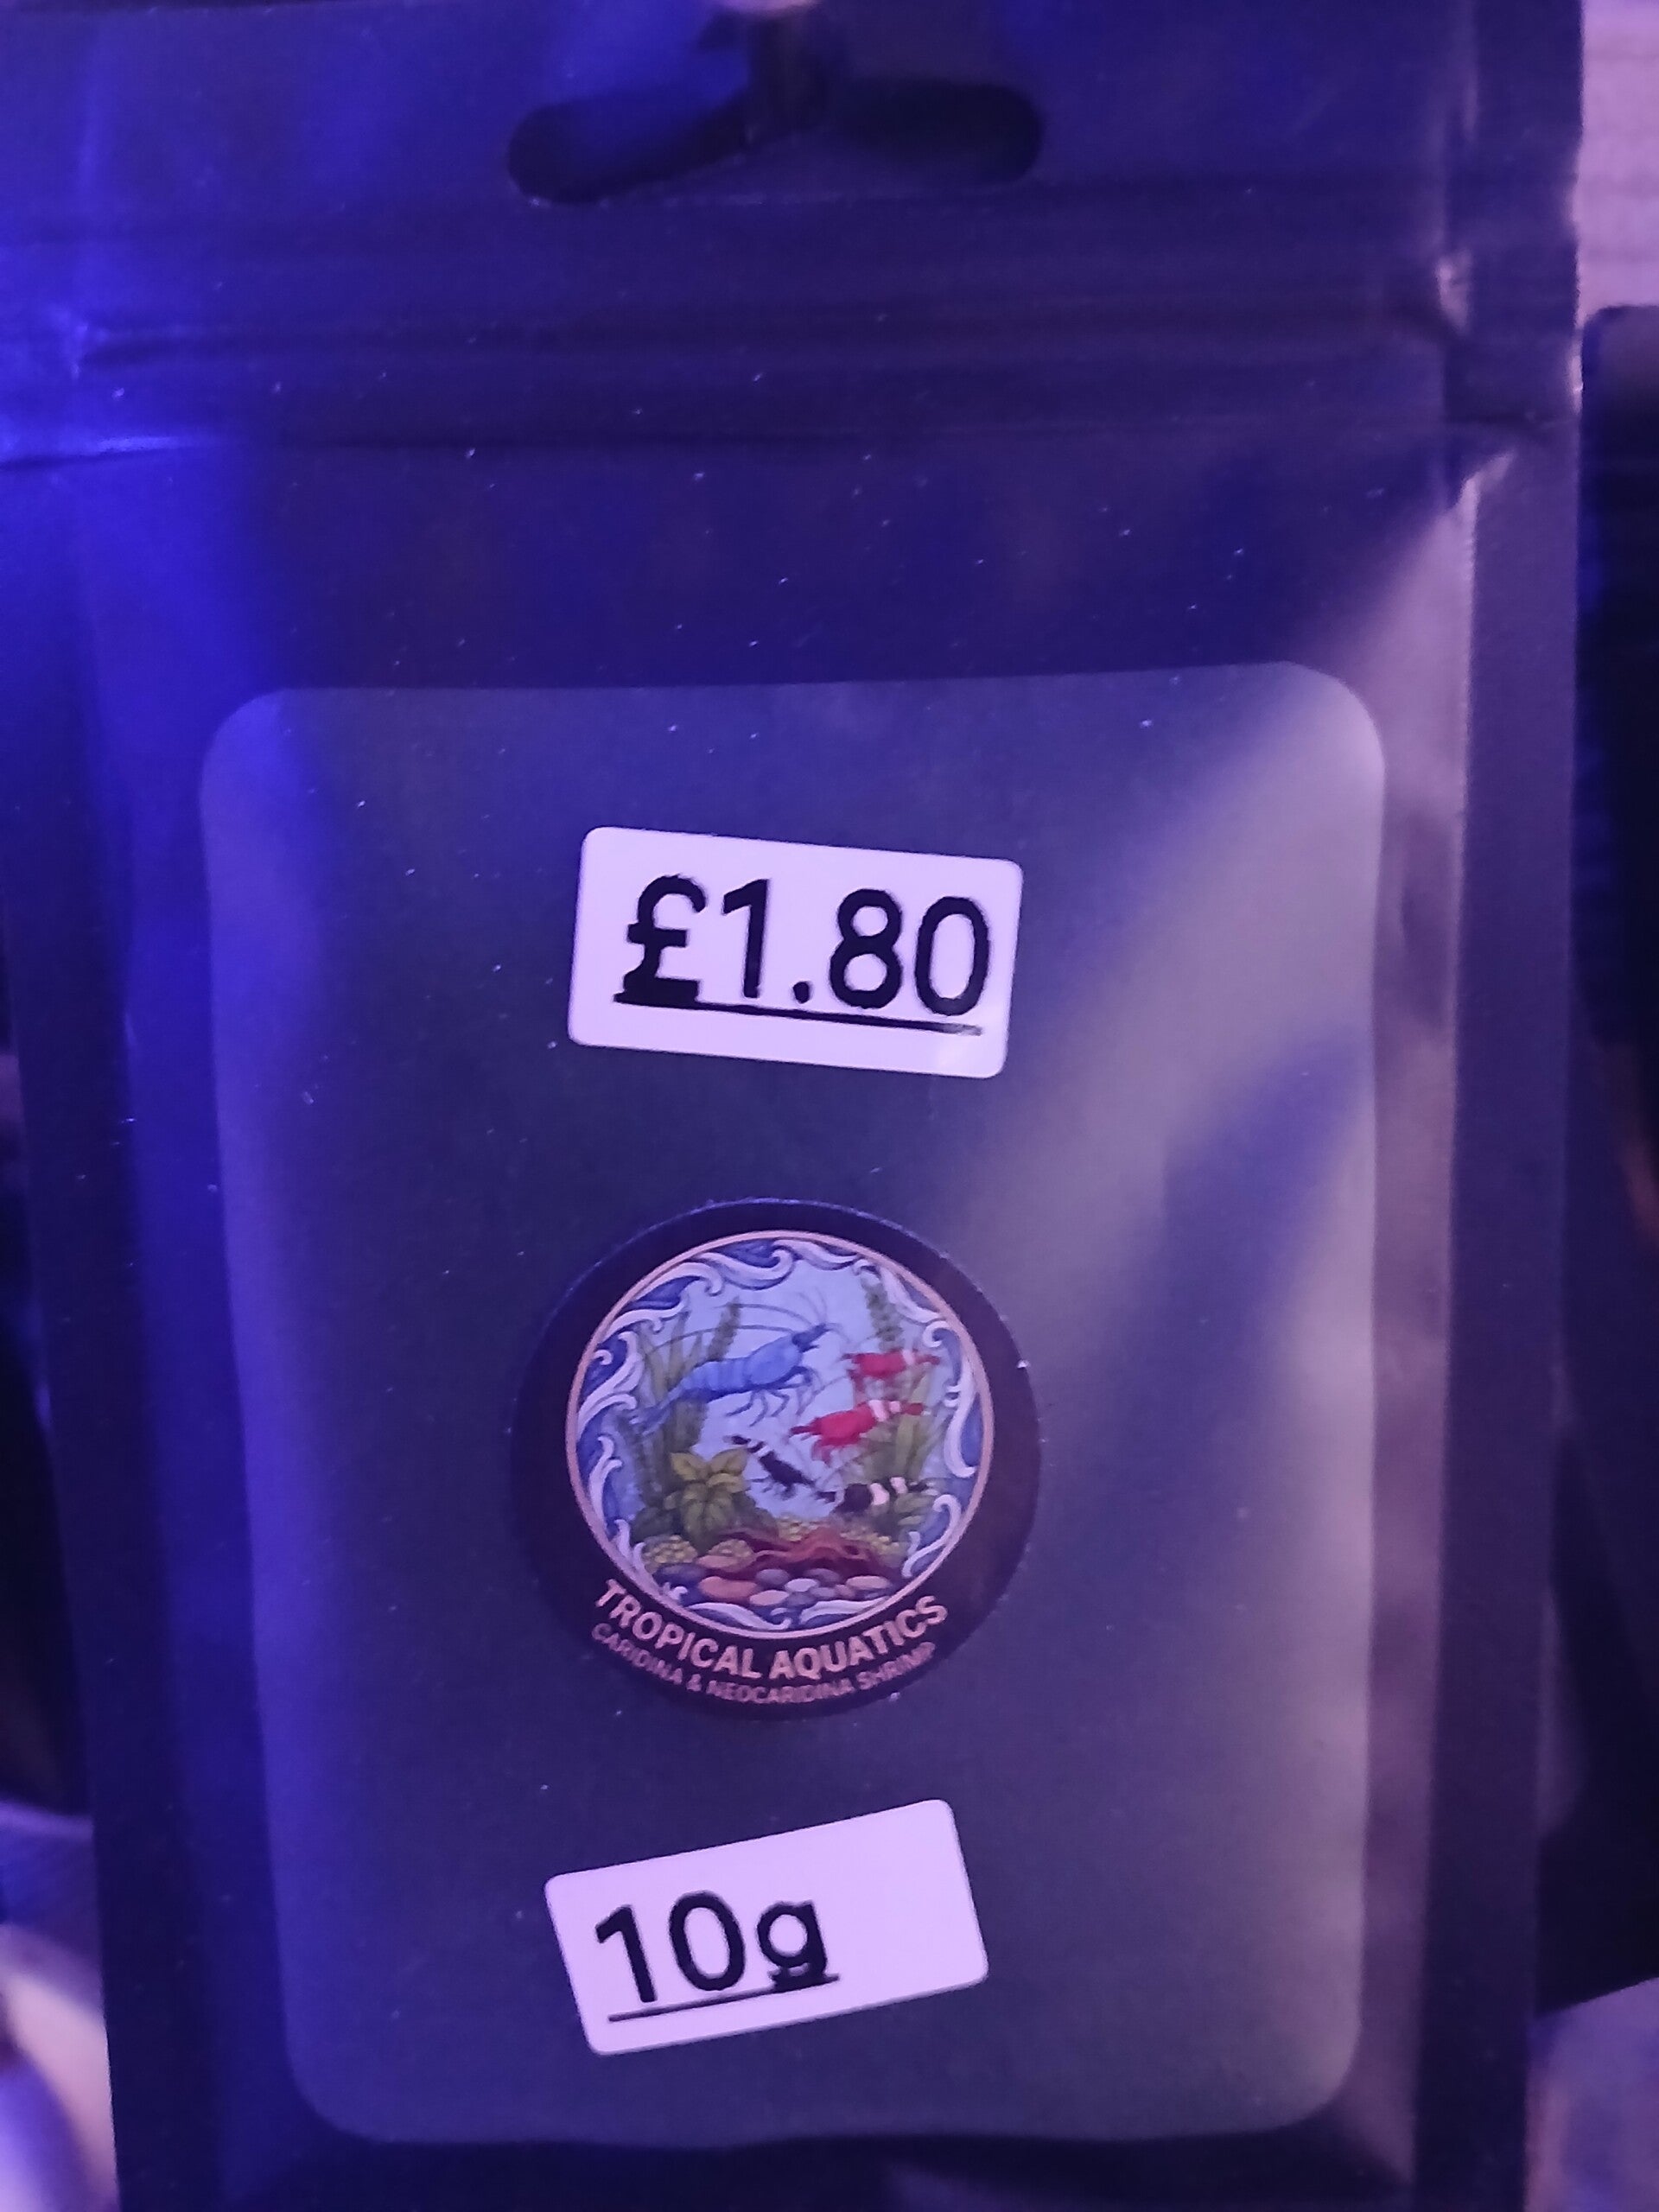 £1.80
TROPICAL AQUATICS
CARIDINA & NEOCARIDINA SHRIMP
10g